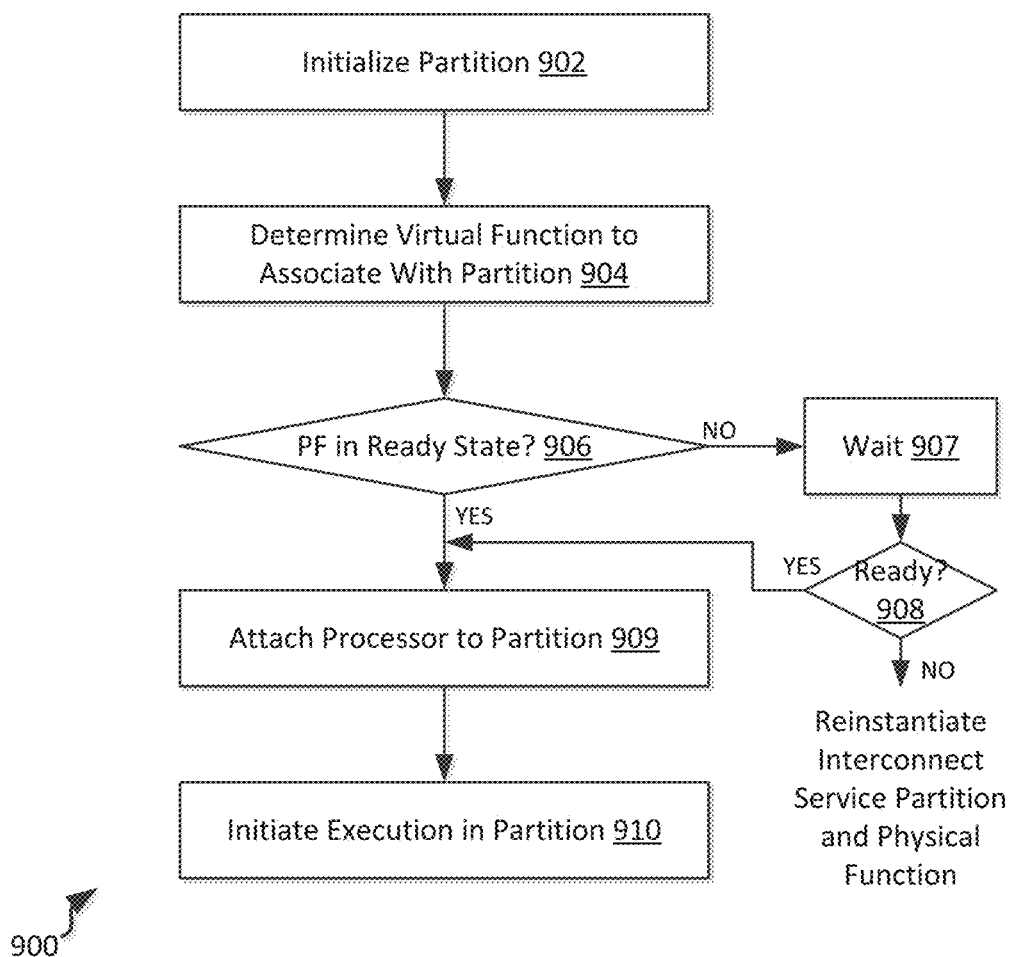 Initialize Partition 902
Determine Virtual Function to
Associate With Partition 904
PF in Ready State? 906
NO
Wait 907
YES
YES
Ready?
908
Attach Processor to Partition 909
NO
Reinstantiate
Interconnect
Service Partition
and Physical
Function
Initiate Execution in Partition 910
900